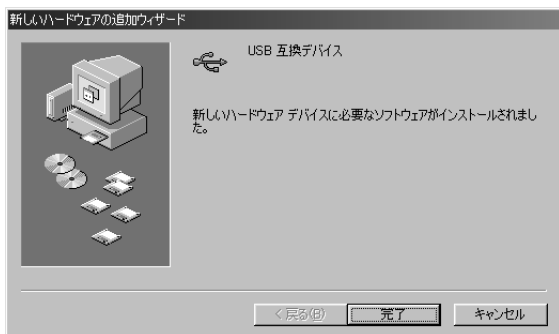 新しいハードウェアの追加ウィザード
USB 互換デバイス
新しいハードウェア デバイスに必要なソフトウェアがインストールされまし
た。
< 戻る(B)
完了
キャンセル